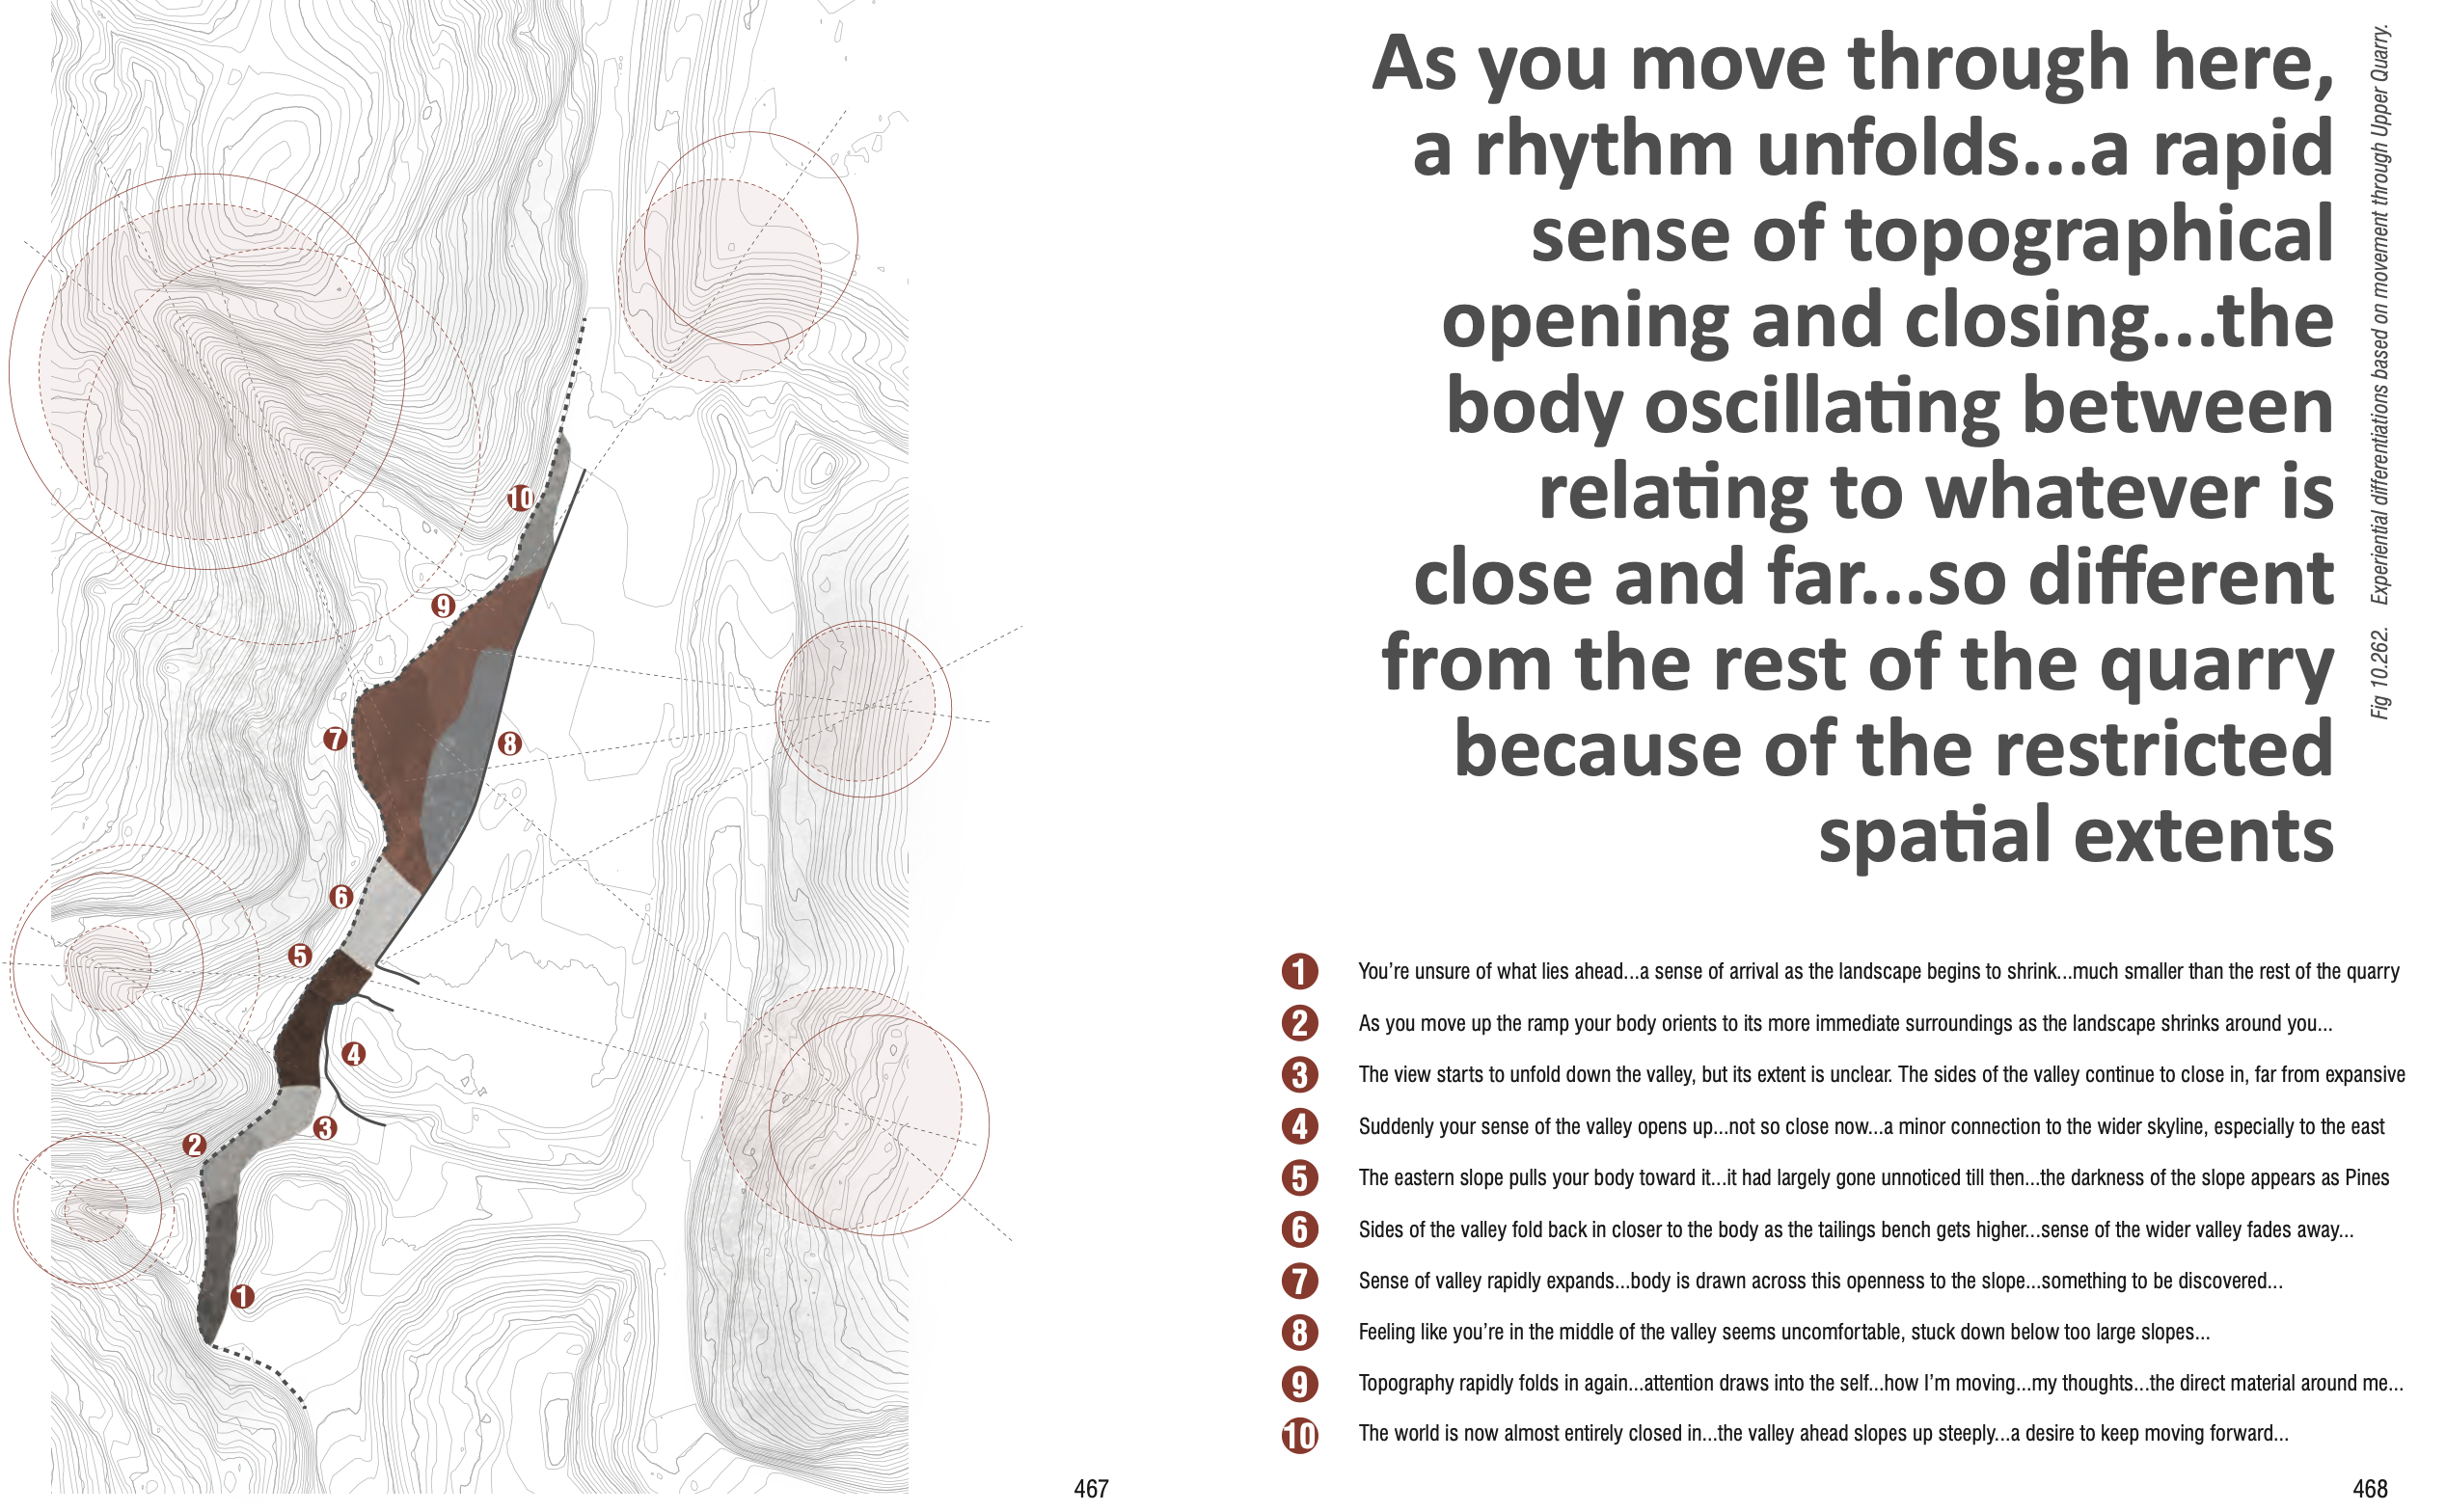 10
9
7
8
6
5
4
3
2
1
467
As you move through here,
a rhythm unfolds...a rapid
sense of topographical
opening and closing...the
body oscillating between
relating to whatever is
close and far...so different
from the rest of the quarry
because of the restricted
spatial extents
Fig 10.262. Experiential differentiations based on movement through Upper Quarry.
1 You're unsure of what lies ahead...a sense of arrival as the landscape begins to shrink...much smaller than the rest of the quarry
2 As you move up the ramp your body orients to its more immediate surroundings as the landscape shrinks around you...
3 The view starts to unfold down the valley, but its extent is unclear. The sides of the valley continue to close in, far from expansive
4 Suddenly your sense of the valley opens up...not so close now...a minor connection to the wider skyline, especially to the east
5 The eastern slope pulls your body toward it...it had largely gone unnoticed till then...the darkness of the slope appears as Pines
6 Sides of the valley fold back in closer to the body as the tailings bench gets higher...sense of the wider valley fades away...
7 Sense of valley rapidly expands...body is drawn across this openness to the slope...something to be discovered...
8 Feeling like you're in the middle of the valley seems uncomfortable, stuck down below too large slopes...
9 Topography rapidly folds in again...attention draws into the self...how I'm moving...my thoughts...the direct material around me...
10 The world is now almost entirely closed in...the valley ahead slopes up steeply...a desire to keep moving forward...
468